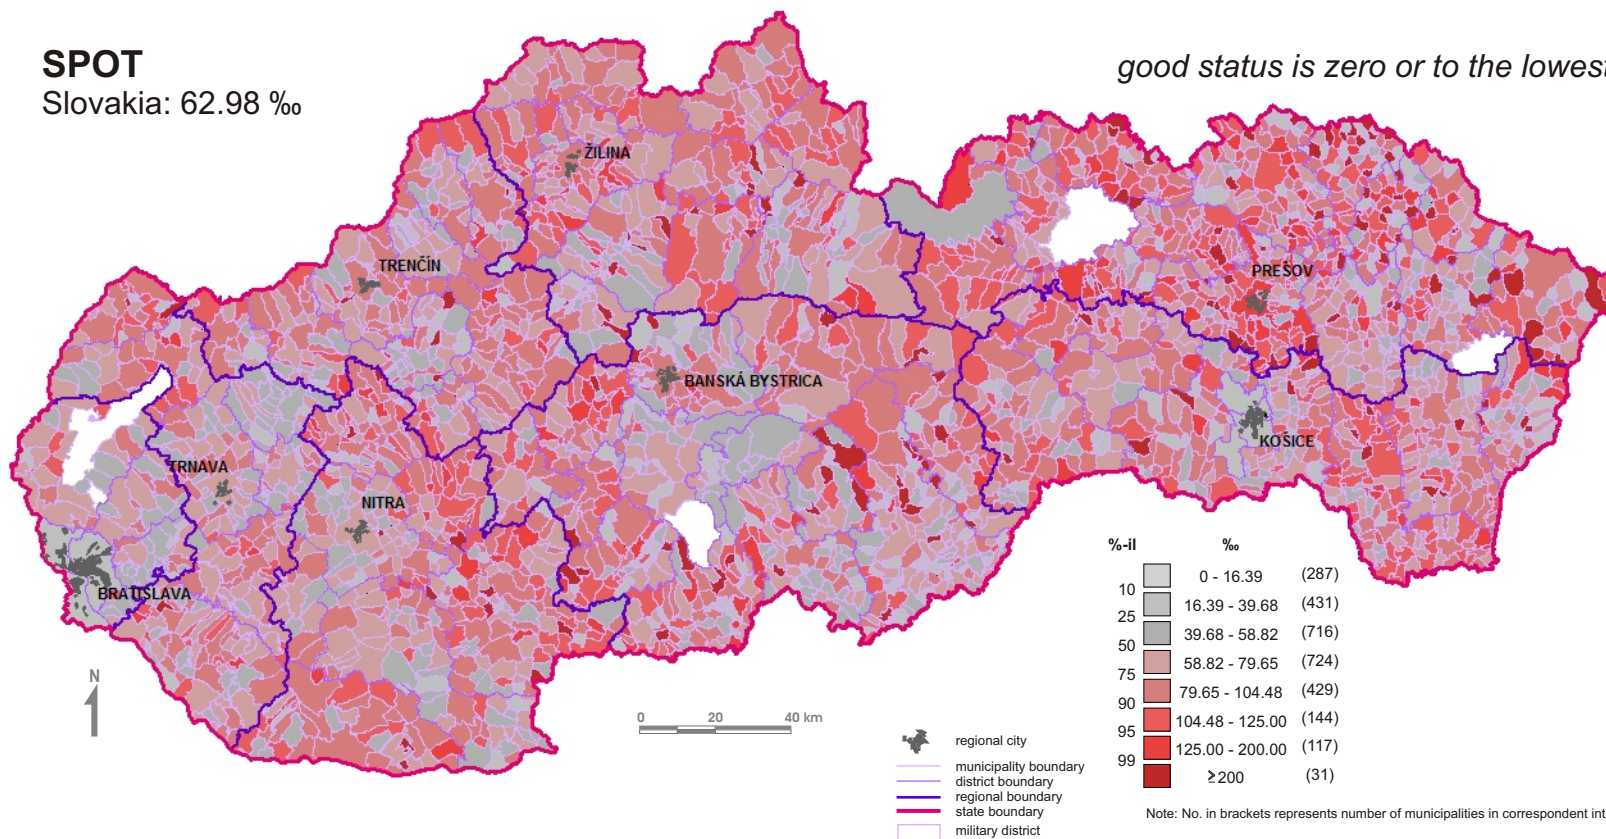 SPOT
Slovakia: 62.98 ‰
good status is zero or to the lowest
ŽILINA
TRENČÍN
PREŠOV
BANSKÁ BYSTRICA
KOŠICE
TRNAVA
NITRA
BRATISLAVA
N
0 20 40 km
regional city
municipality boundary
district boundary
regional boundary
state boundary
military district
%-il ‰
0 - 16.39 (287)
10
16.39 - 39.68 (431)
25
39.68 - 58.82 (716)
50
58.82 - 79.65 (724)
75
79.65 - 104.48 (429)
90
104.48 - 125.00 (144)
95
125.00 - 200.00 (117)
99
≥200 (31)
Note: No. in brackets represents number of municipalities in correspondent int